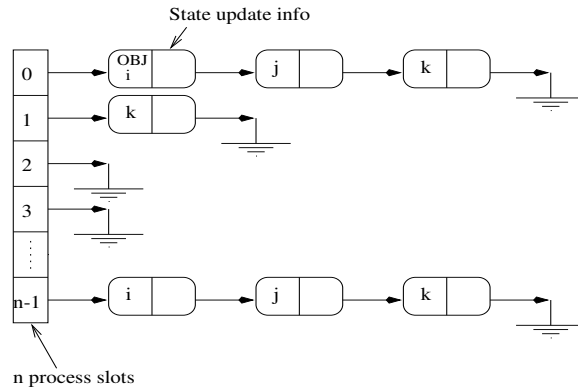 State update info
0
OBJ
i
j
k
1
k
2
3
.....
n-1
i
j
k
n process slots